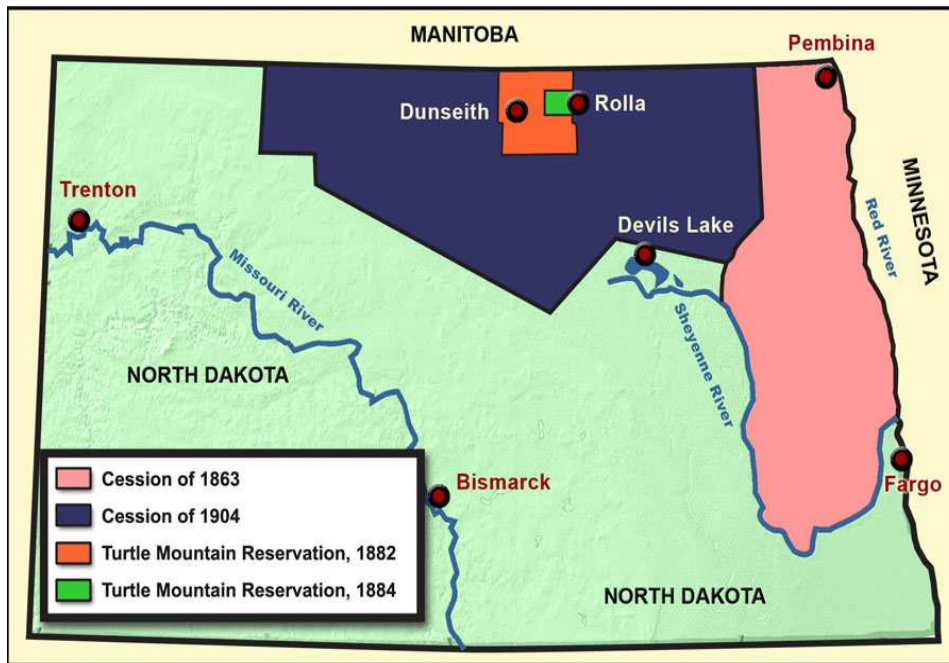 MANITOBA
Pembina
Dunseith
Rolla
MINNESOTA
Trenton
Red River
Devils Lake
Missouri River
Sheyenne River
NORTH DAKOTA
Cession of 1863
Cession of 1904
Turtle Mountain Reservation, 1882
Turtle Mountain Reservation, 1884
Bismarck
Fargo
NORTH DAKOTA